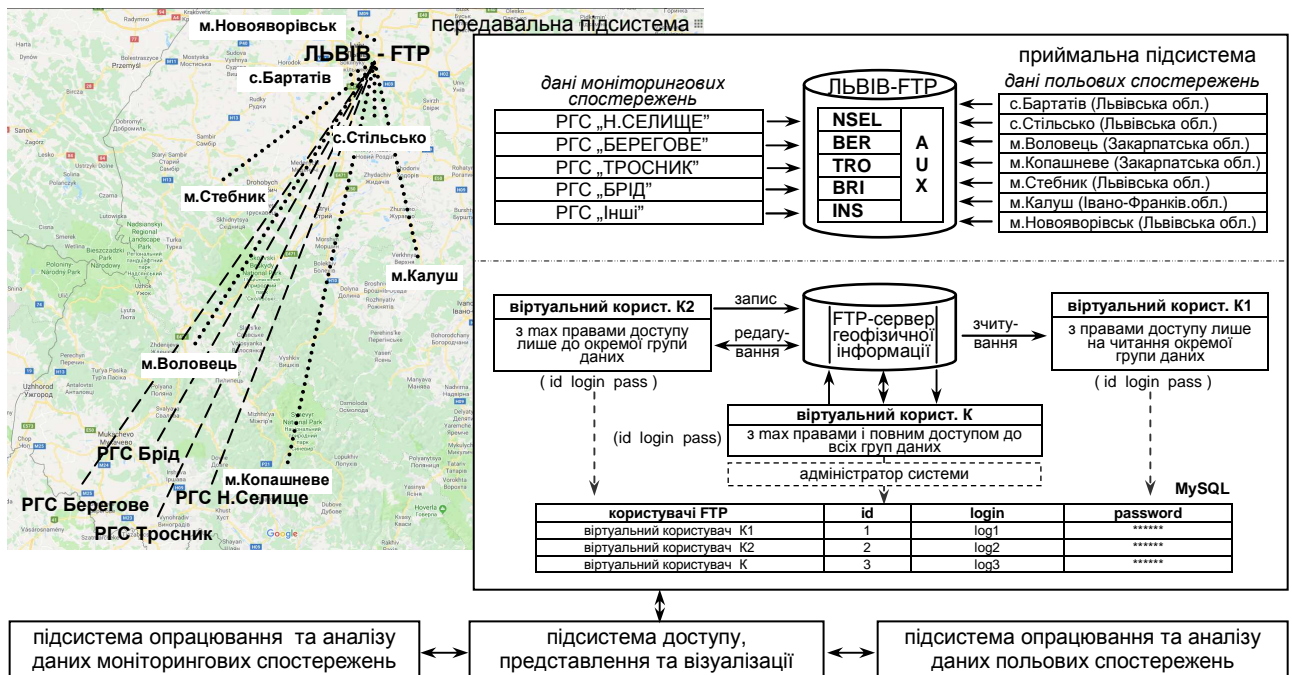 м.Новояворівськ
ЛЬВІВ - FTP
с.Бартатів
с.Стільсько
м.Стебник
м.Калуш
м.Воловець
РГС Брід
м.Копашневе
РГС Берегове
РГС Н.Селище
РГС Тросник
Google
передавальна підсистема
приймальна підсистема
дані моніторингових
спостережень
РГС „Н.СЕЛИЩЕ”
РГС „БЕРЕГОВЕ”
РГС „ТРОСНИК”
РГС „БРІД”
РГС „Інші”
ЛЬВІВ-FTP
NSEL
BER
TRO
BRI
INS
A
U
X
дані польових спостережень
с.Бартатів (Львівська обл.)
с.Стільсько (Львівська обл.)
м.Воловець (Закарпатська обл.)
м.Копашневе (Закарпатська обл.)
м.Стебник (Львівська обл.)
м.Калуш (Івано-Франків.обл.)
м.Новояворівськ (Львівська обл.)
віртуальний корист. К2
з max правами доступу
лише до окремої групи
даних
( id login pass )
запис
редагу-
вання
FTP-сервер
геофізичної
інформації
зчиту-
вання
віртуальний корист. К1
з правами доступу лише
на читання окремої
групи даних
( id login pass )
(id login pass)
віртуальний корист. К
з max правами і повним доступом до
всіх груп даних
адміністратор системи
MySQL
користувачі FTP id login password
віртуальний користувач К1 1 log1 ******
віртуальний користувач К2 2 log2 ******
віртуальний користувач К 3 log3 ******
підсистема опрацювання та аналізу
даних моніторингових спостережень
підсистема доступу,
представлення та візуалізації
підсистема опрацювання та аналізу
даних польових спостережень